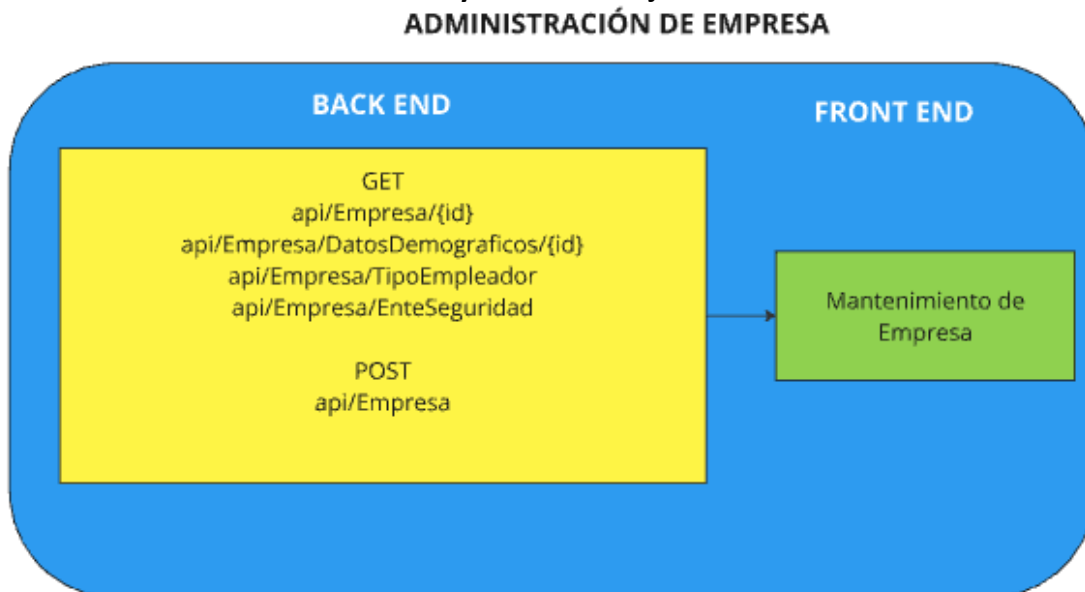 ADMINISTRACIÓN DE EMPRESA
BACK END
GET
api/Empresa/{id}
api/Empresa/DatosDemograficos/{id}
api/Empresa/TipoEmpleador
api/Empresa/EnteSeguridad
POST
api/Empresa
FRONT END
Mantenimiento de
Empresa